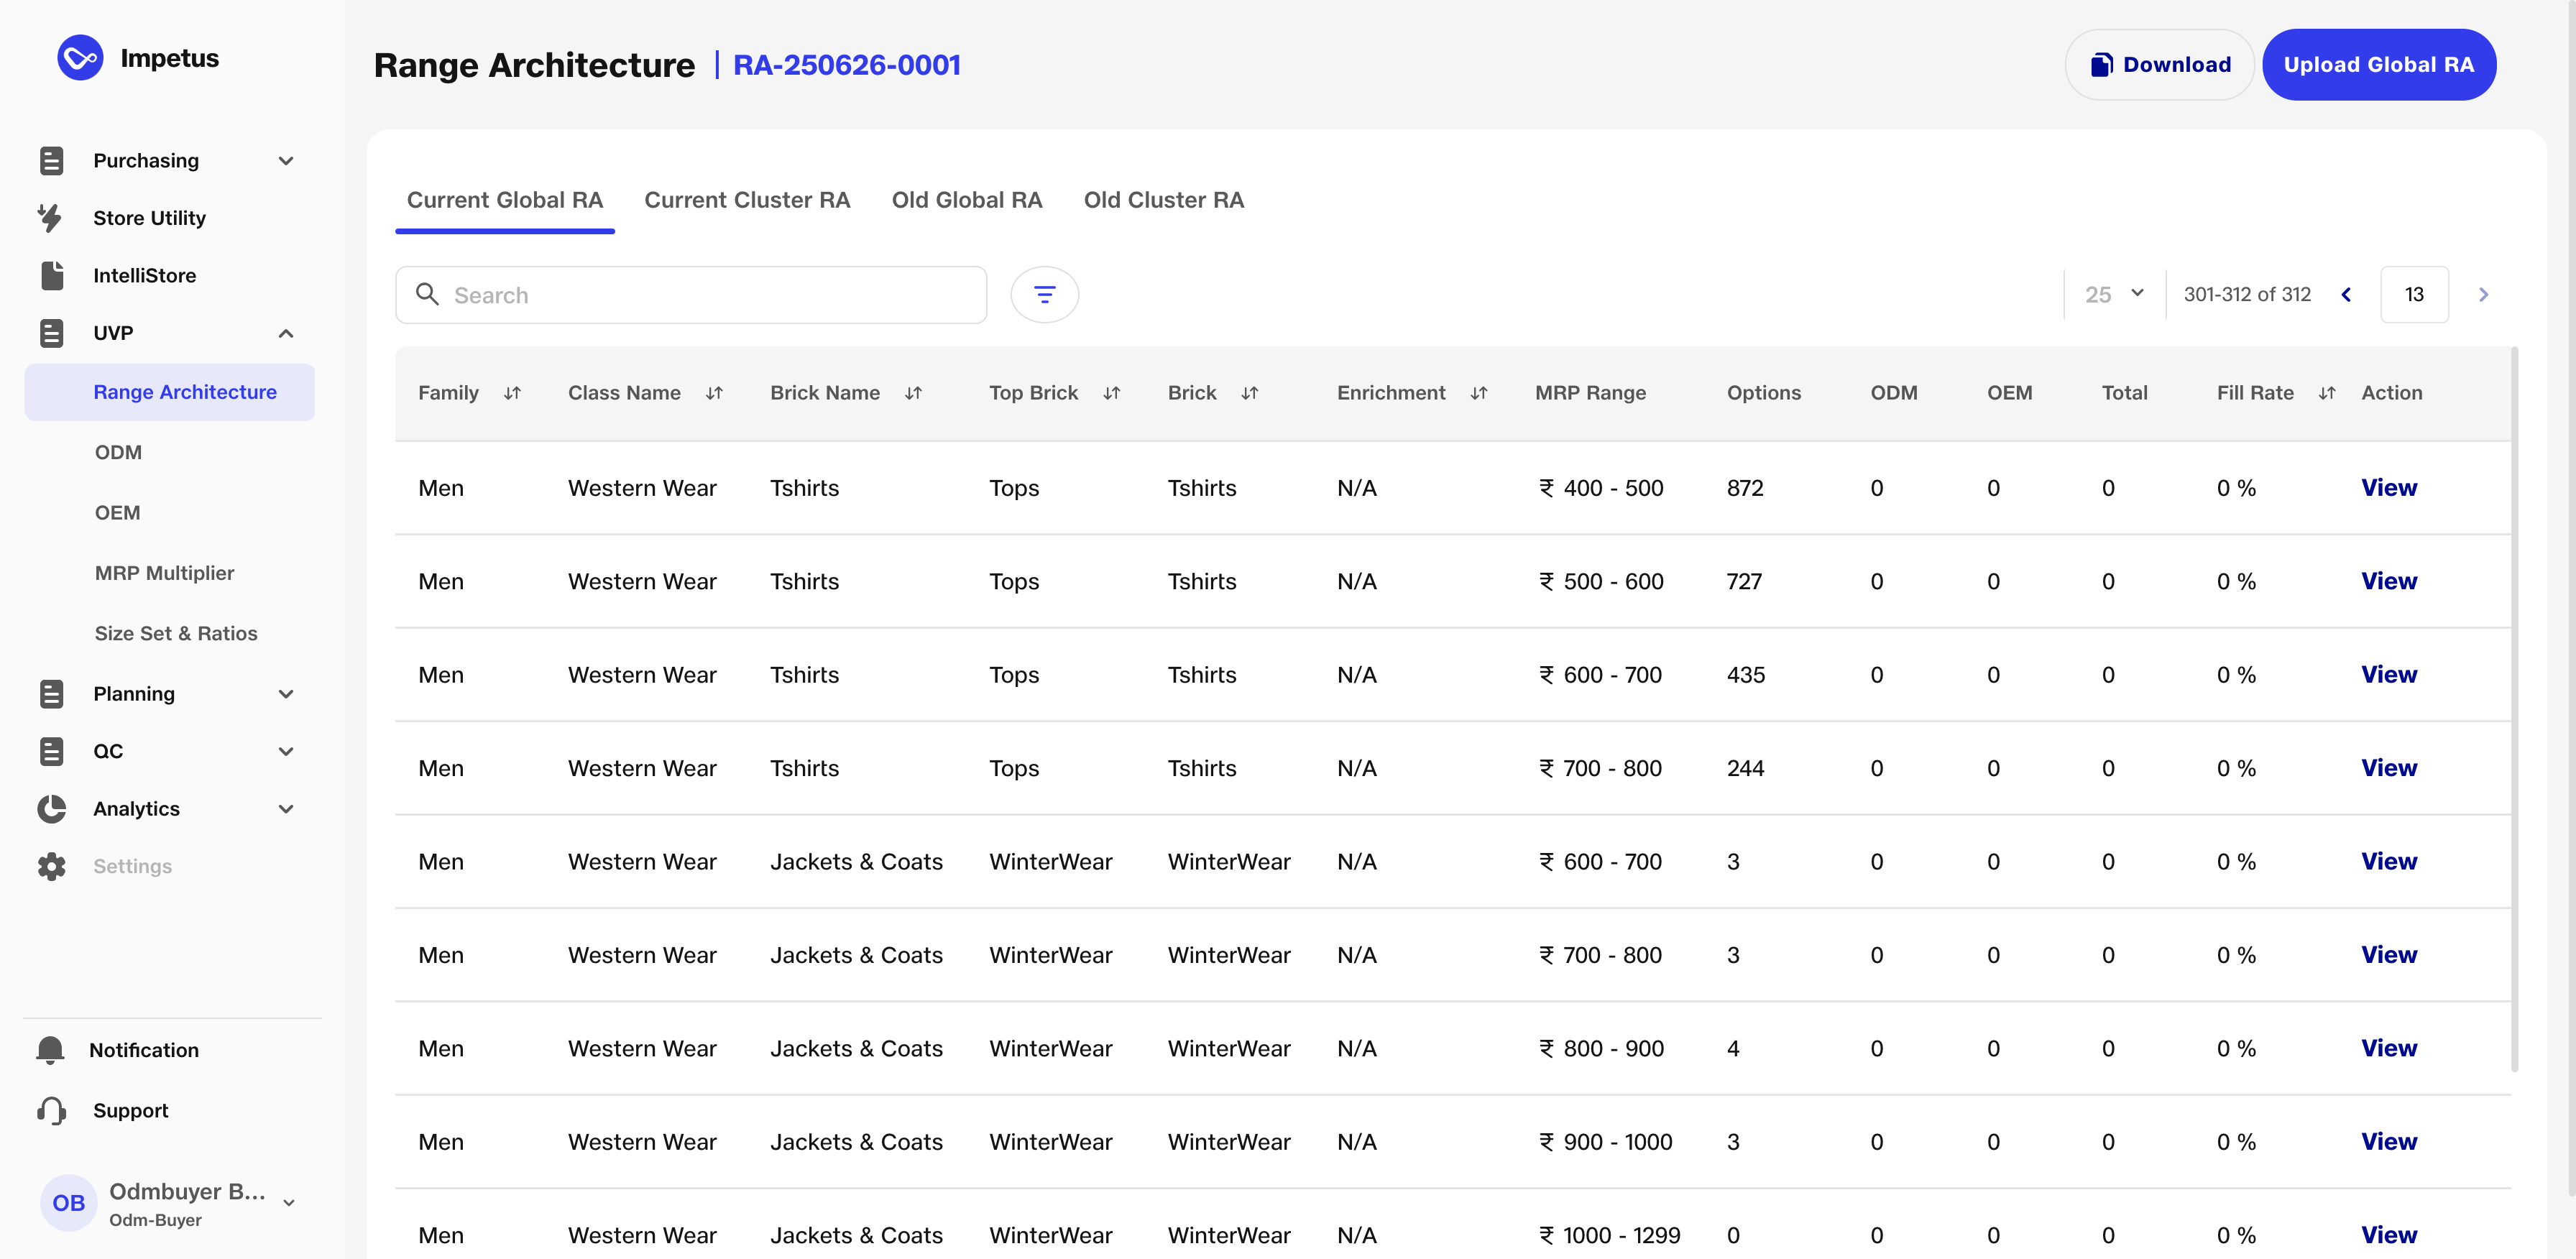 Impetus
Purchasing
Store Utility
IntelliStore
UVP
Range Architecture
ODM
OEM
MRP Multiplier
Size Set & Ratios
Planning
QC
Analytics
Settings
Notification
Support
OB
Odmbuyer B...
Odm-Buyer
Range Architecture | RA-250626-0001
Download
Upload Global RA
Current Global RA Current Cluster RA Old Global RA Old Cluster RA
Search
25 301-312 of 312 13
Family Class Name Brick Name Top Brick Brick Enrichment MRP Range Options ODM OEM Total Fill Rate Action
Men Western Wear Tshirts Tops Tshirts N/A ₹ 400 - 500 872 0 0 0 0 % View
Men Western Wear Tshirts Tops Tshirts N/A ₹ 500 - 600 727 0 0 0 0 % View
Men Western Wear Tshirts Tops Tshirts N/A ₹ 600 - 700 435 0 0 0 0 % View
Men Western Wear Tshirts Tops Tshirts N/A ₹ 700 - 800 244 0 0 0 0 % View
Men Western Wear Jackets & Coats WinterWear WinterWear N/A ₹ 600 - 700 3 0 0 0 0 % View
Men Western Wear Jackets & Coats WinterWear WinterWear N/A ₹ 700 - 800 3 0 0 0 0 % View
Men Western Wear Jackets & Coats WinterWear WinterWear N/A ₹ 800 - 900 4 0 0 0 0 % View
Men Western Wear Jackets & Coats WinterWear WinterWear N/A ₹ 900 - 1000 3 0 0 0 0 % View
Men Western Wear Jackets & Coats WinterWear WinterWear N/A ₹ 1000 - 1299 0 0 0 0 0 % View